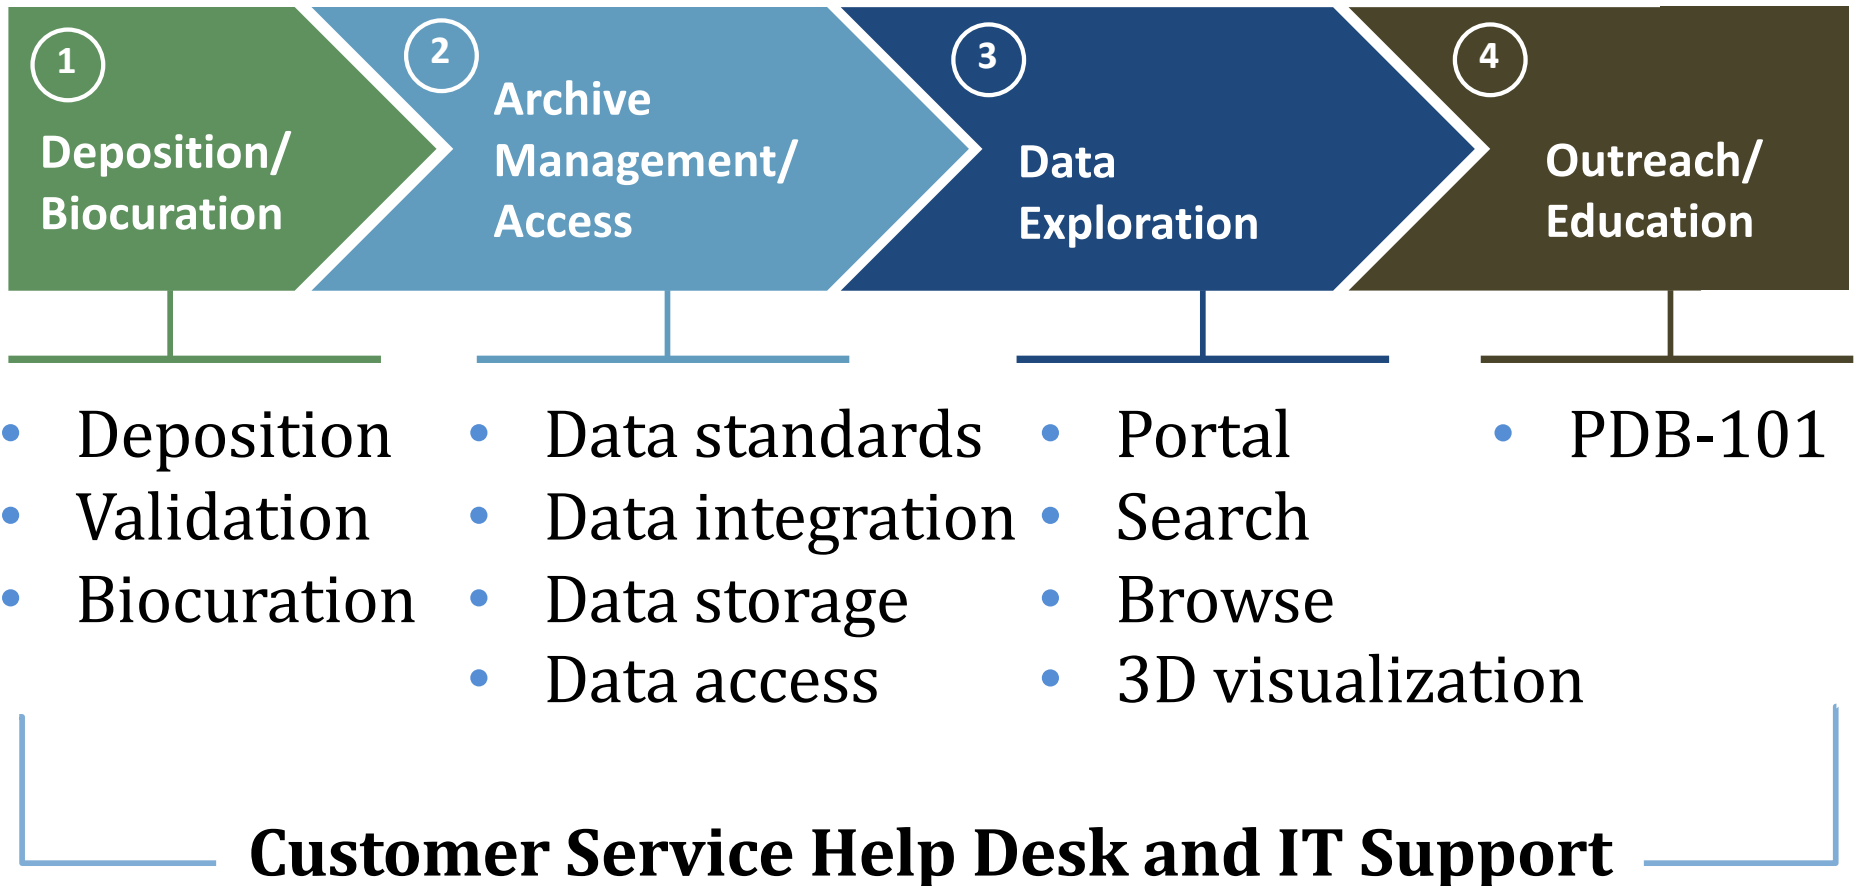 1
Deposition/
Biocuration
2
Archive
Management/
Access
3
Data
Exploration
4
Outreach/
Education
• Deposition
• Validation
• Biocuration
• Data standards
• Data integration
• Data storage
• Data access
• Portal
• Search
• Browse
• 3D visualization
• PDB-101
Customer Service Help Desk and IT Support